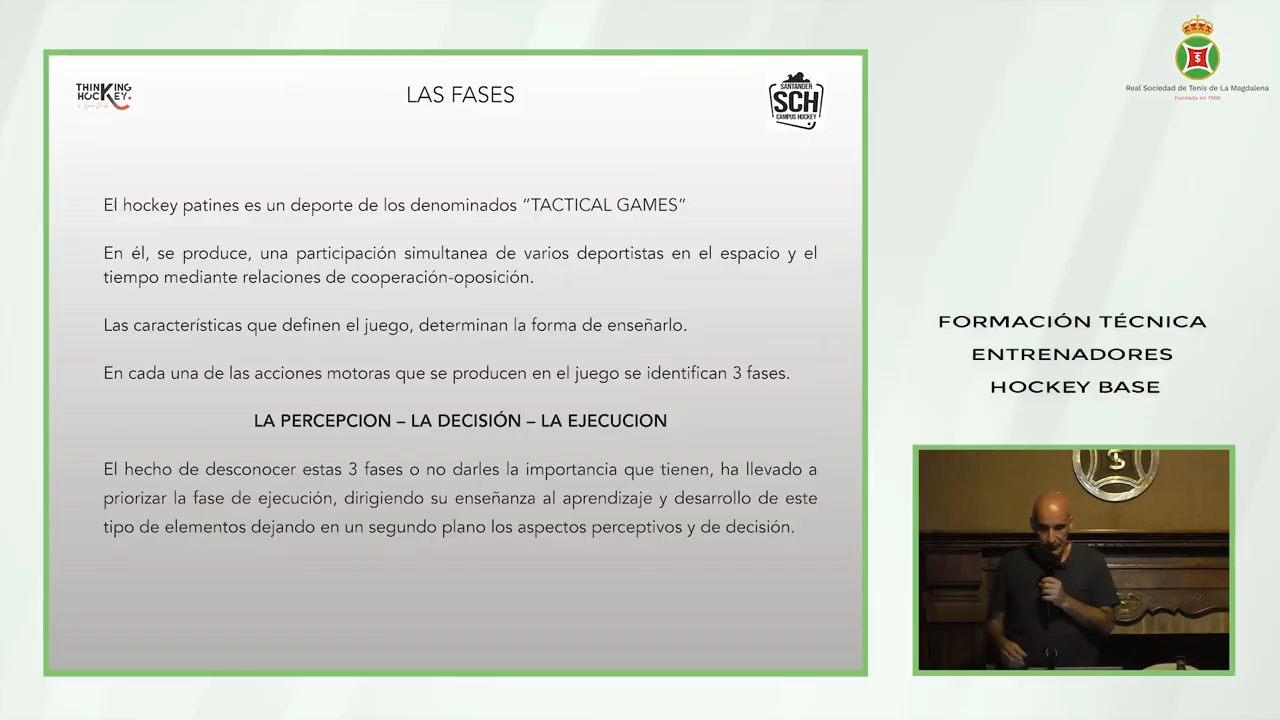 THINKING
HOCKEY.
LAS FASES
SANTANDER
SCH
CAMPUS HOCKEY
Real Sociedad de Tenis de La Magdalena
Fundada en 1906
El hockey patines es un deporte de los denominados “TACTICAL GAMES”
En él, se produce, una participación simultanea de varios deportistas en el espacio y el
tiempo mediante relaciones de cooperación-oposición.
Las características que definen el juego, determinan la forma de enseñarlo.
En cada una de las acciones motoras que se producen en el juego se identifican 3 fases.
LA PERCEPCION – LA DECISIÓN – LA EJECUCION
El hecho de desconocer estas 3 fases o no darles la importancia que tienen, ha llevado a
priorizar la fase de ejecución, dirigiendo su enseñanza al aprendizaje y desarrollo de este
tipo de elementos dejando en un segundo plano los aspectos perceptivos y de decisión.
FORMACIÓN TÉCNICA
ENTRENADORES
HOCKEY BASE